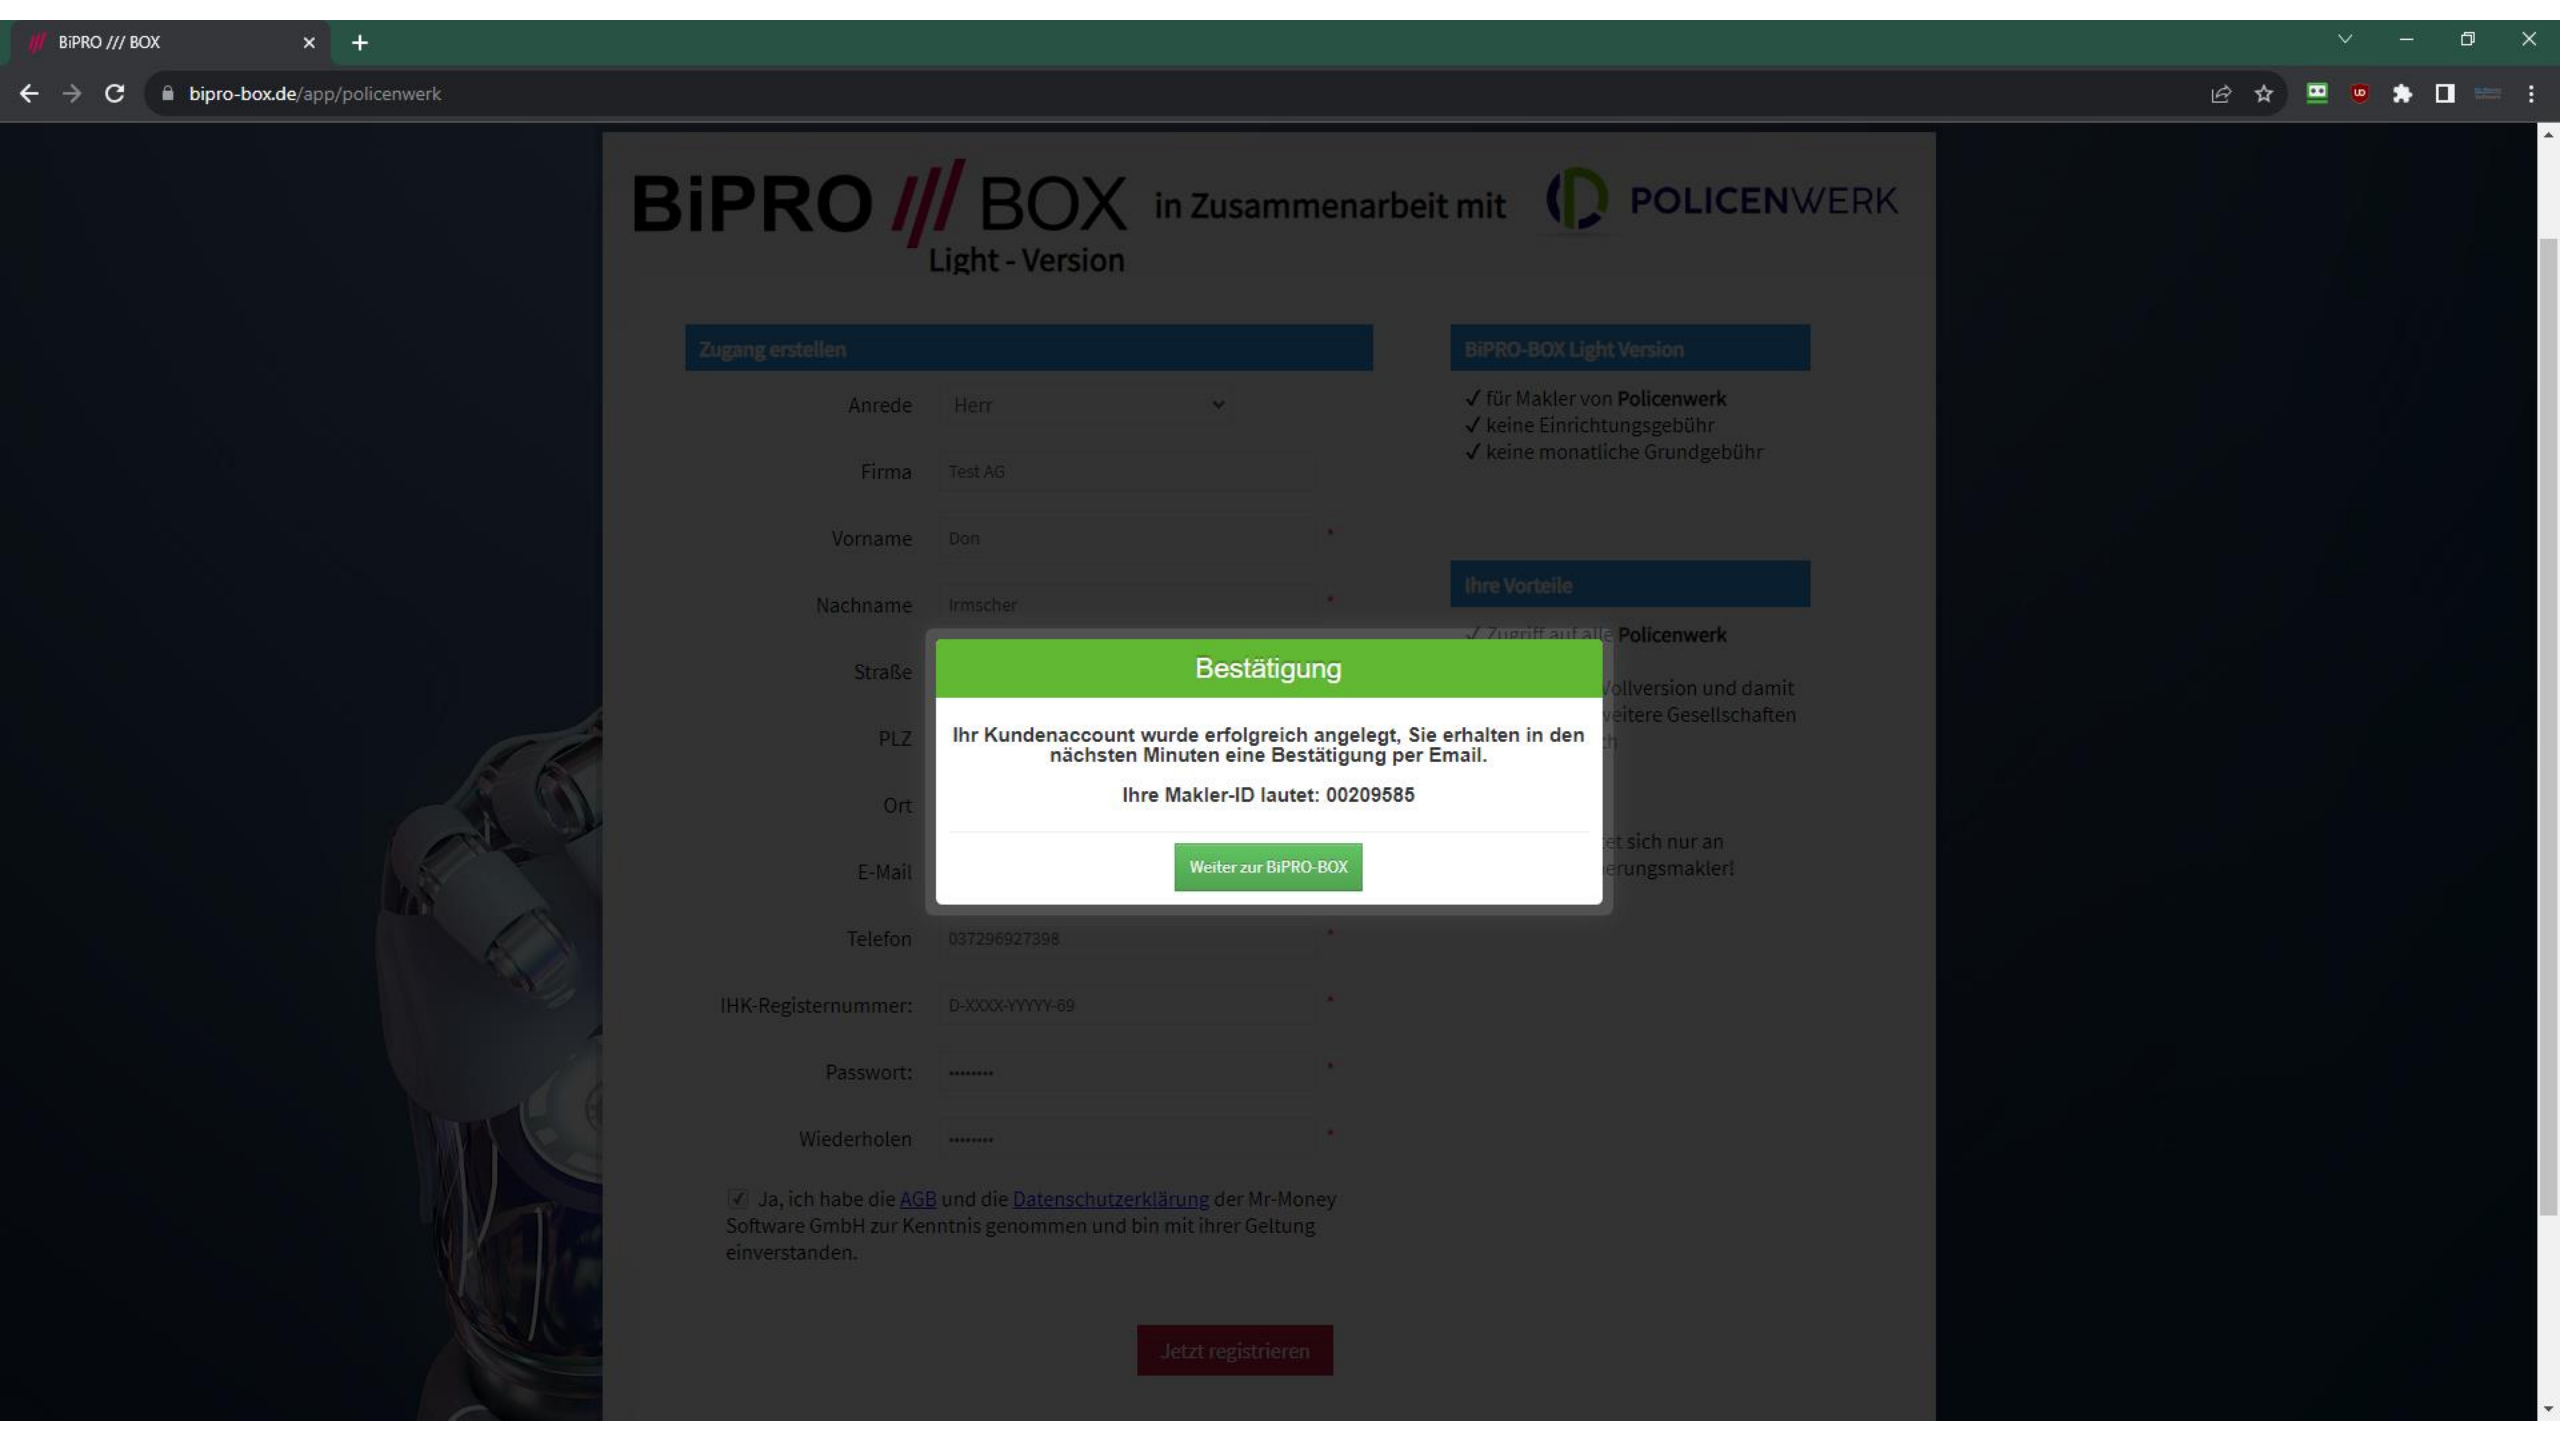 BiPRO /// BOX
bipro-box.de/app/policenwerk
BiPRO /// BOX in Zusammenarbeit mit POLICENWERK
Light - Version
Zugang erstellen
Anrede Herr
Firma Test AG
Vorname Don *
Nachname Irmscher *
Straße
PLZ
Ort
E-Mail
Telefon 037296927398 *
IHK-Registernummer: D-XXXX-YYYYY-69 *
Passwort: ******** *
Wiederholen ******** *
✓ Ja, ich habe die AGB und die Datenschutzerklärung der Mr-Money
Software GmbH zur Kenntnis genommen und bin mit ihrer Geltung
einverstanden.
Jetzt registrieren
BiPRO-BOX Light Version
✓ für Makler von Policenwerk
✓ keine Einrichtungsgebühr
✓ keine monatliche Grundgebühr
Ihre Vorteile
✓ Zugriff auf alle Policenwerk
Vollversion und damit
weitere Gesellschaften
sich nur an
Bestätigung
Ihr Kundenaccount wurde erfolgreich angelegt, Sie erhalten in den
nächsten Minuten eine Bestätigung per Email.
Ihre Makler-ID lautet: 00209585
Weiter zur BiPRO-BOX